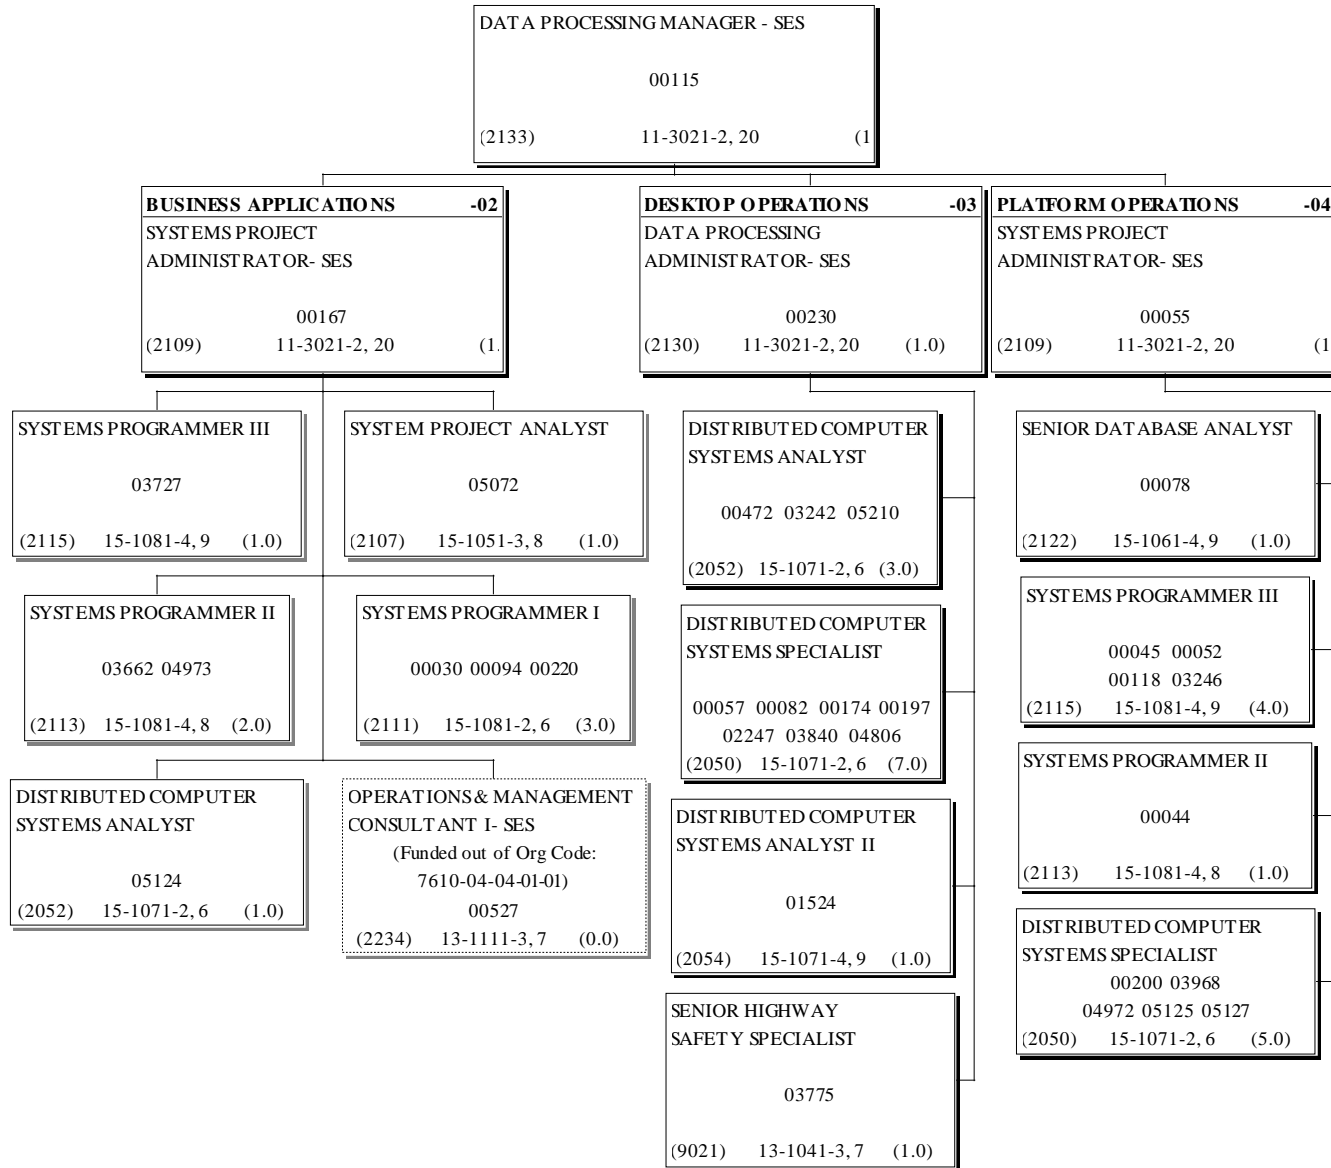 DATA PROCESSING MANAGER - SES
00115
(2133) 11-3021-2, 20 (1
BUSINESS APPLICATIONS -02
SYSTEMS PROJECT
ADMINISTRATOR- SES
00167
(2109) 11-3021-2, 20 (1.
DESKTOP OPERATIONS -03
DATA PROCESSING
ADMINISTRATOR- SES
00230
(2130) 11-3021-2, 20 (1.0)
PLATFORM OPERATIONS -04
SYSTEMS PROJECT
ADMINISTRATOR- SES
00055
(2109) 11-3021-2, 20 (1
SYSTEMS PROGRAMMER III
03727
(2115) 15-1081-4, 9 (1.0)
SYSTEM PROJECT ANALYST
05072
(2107) 15-1051-3, 8 (1.0)
SYSTEMS PROGRAMMER II
03662 04973
(2113) 15-1081-4, 8 (2.0)
SYSTEMS PROGRAMMER I
00030 00094 00220
(2111) 15-1081-2, 6 (3.0)
DISTRIBUTED COMPUTER
SYSTEMS ANALYST
05124
(2052) 15-1071-2, 6 (1.0)
OPERATIONS & MANAGEMENT
CONSULTANT I- SES
(Funded out of Org Code:
7610-04-04-01-01)
00527
(2234) 13-1111-3, 7 (0.0)
DISTRIBUTED COMPUTER
SYSTEMS ANALYST
00472 03242 05210
(2052) 15-1071-2, 6 (3.0)
DISTRIBUTED COMPUTER
SYSTEMS SPECIALIST
00057 00082 00174 00197
02247 03840 04806
(2050) 15-1071-2, 6 (7.0)
DISTRIBUTED COMPUTER
SYSTEMS ANALYST II
01524
(2054) 15-1071-4, 9 (1.0)
SENIOR HIGHWAY
SAFETY SPECIALIST
03775
(9021) 13-1041-3, 7 (1.0)
SENIOR DATABASE ANALYST
00078
(2122) 15-1061-4, 9 (1.0)
SYSTEMS PROGRAMMER III
00045 00052
00118 03246
(2115) 15-1081-4, 9 (4.0)
SYSTEMS PROGRAMMER II
00044
(2113) 15-1081-4, 8 (1.0)
DISTRIBUTED COMPUTER
SYSTEMS SPECIALIST
00200 03968
04972 05125 05127
(2050) 15-1071-2, 6 (5.0)